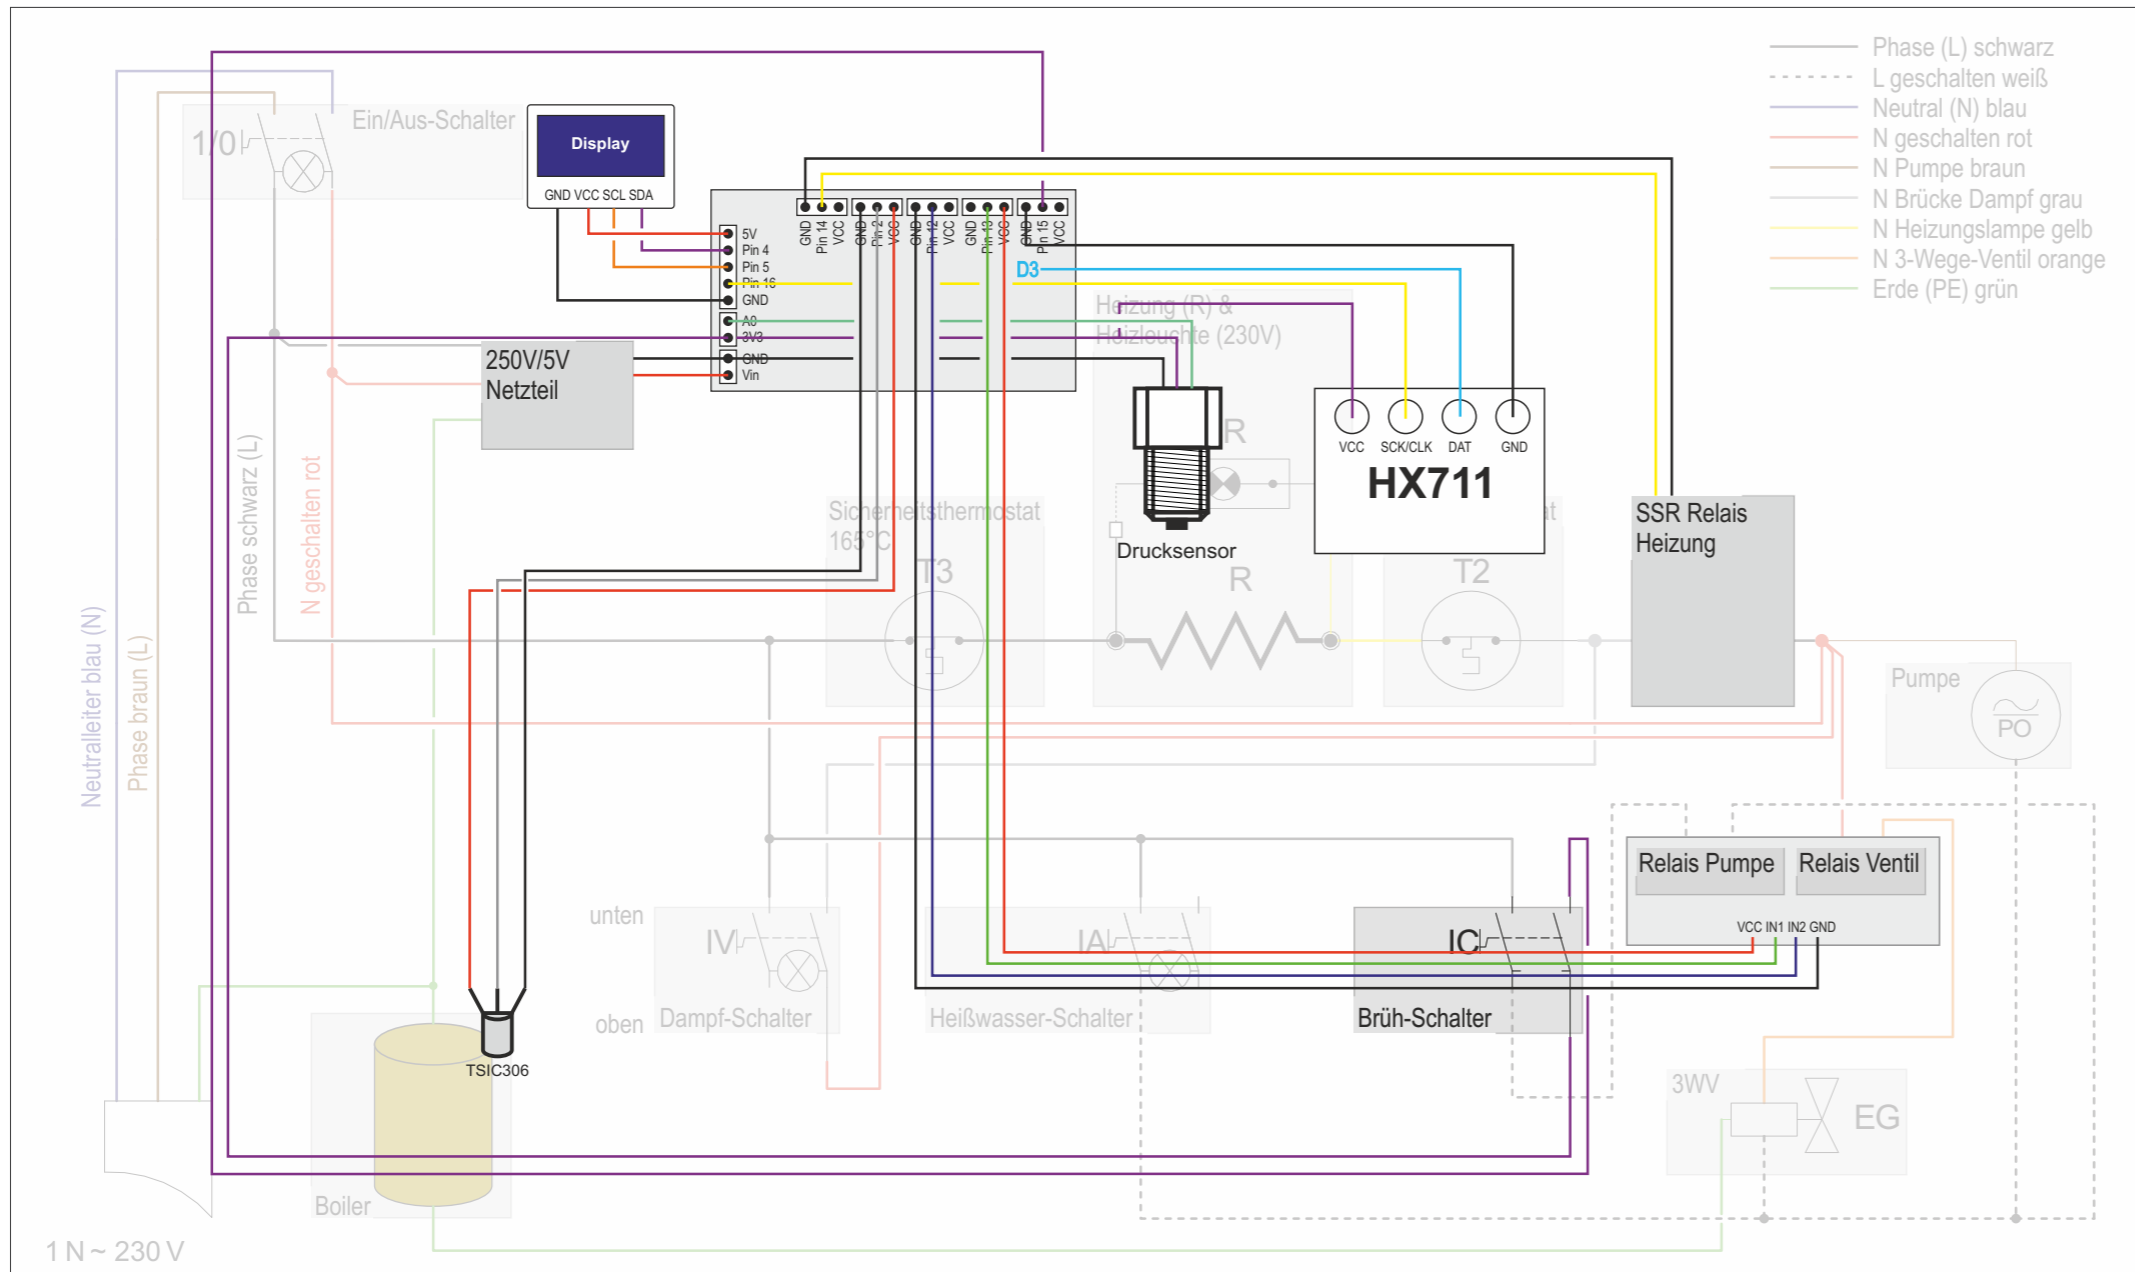 Phase (L) schwarz
L geschalten weiß
Neutral (N) blau
N geschalten rot
N Pumpe braun
N Brücke Dampf grau
N Heizungslampe gelb
N 3-Wege-Ventil orange
Erde (PE) grün
1/0
Ein/Aus-Schalter
Display
GND VCC SCL SDA
GND
Pin 14
VCC
GND
Pin 2
VCC
GND
Pin 12
VCC
GND
Pin 13
VCC
GND
Pin 15
VCC
5V
Pin 4
Pin 5
Pin 16
GND
A0
3V3
GND
Vin
D3
250V/5V
Netzteil
Heizung (R) &
Heizleuchte (230V)
R
VCC
SCK/CLK
DAT
GND
HX711
Drucksensor
Sicherheitsthermostat
165°C
T3
R
at
T2
SSR Relais
Heizung
Pumpe
PO
Neutralleiter blau (N)
Phase braun (L)
Phase schwarz (L)
N geschalten rot
Relais Pumpe
Relais Ventil
VCC IN1 IN2 GND
unten
oben
IV
Dampf-Schalter
IA
Heißwasser-Schalter
IC
Brüh-Schalter
TSIC306
Boiler
3WV
EG
1 N ~ 230 V